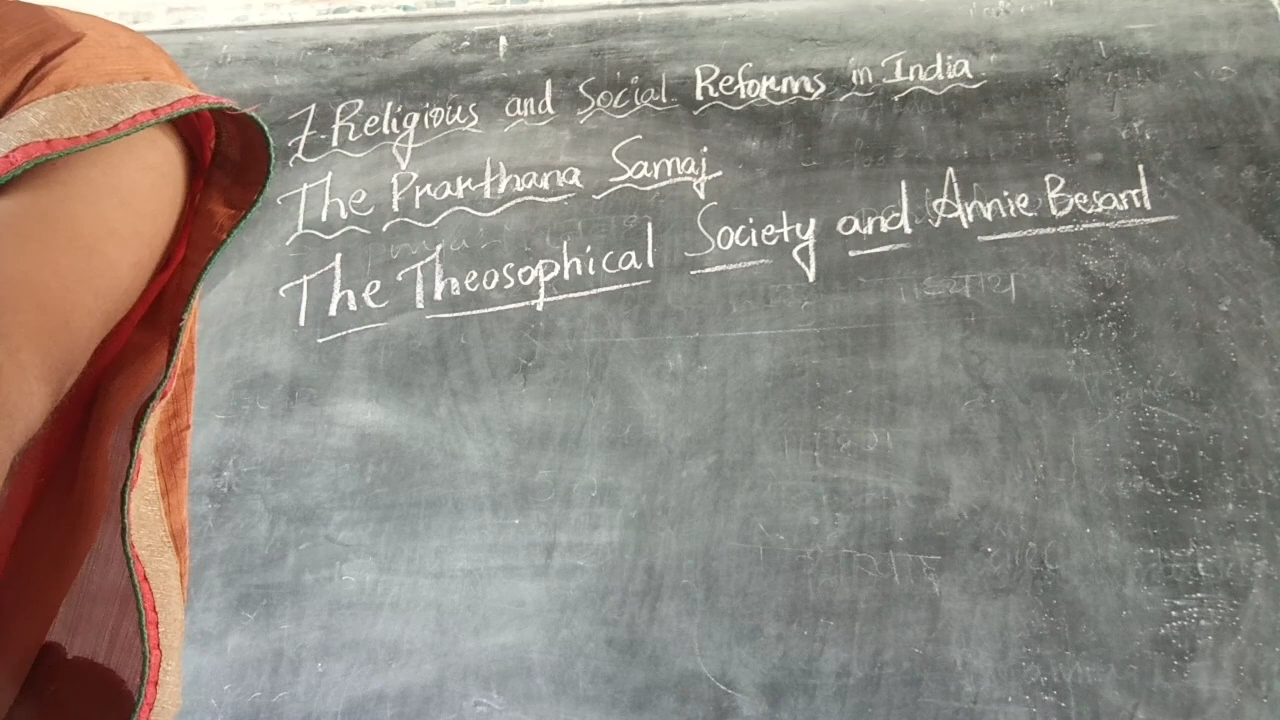 7. Religious and Social Reforms in India
The Prarthana Samaj
The Theosophical Society and Annie Besant